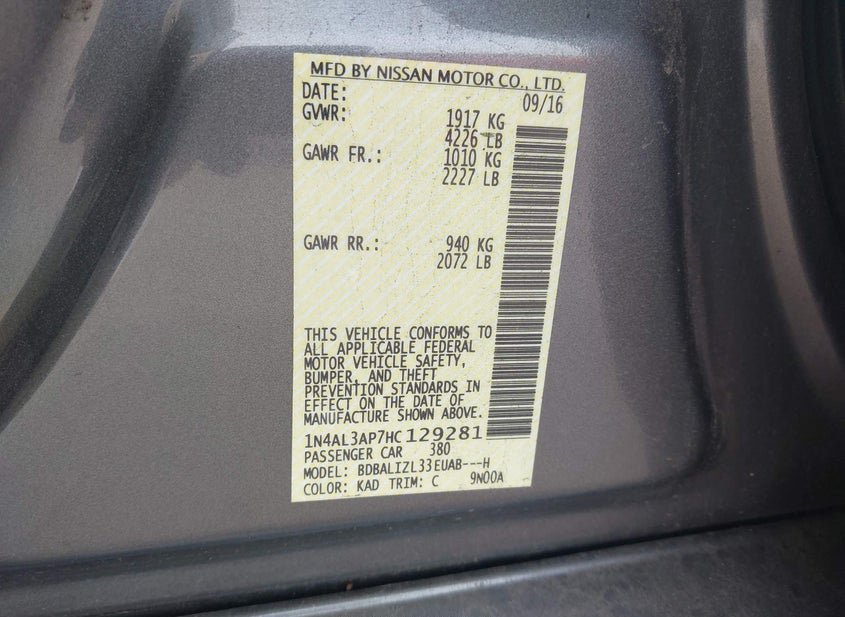 MFD BY NISSAN MOTOR CO., LTD.
DATE: 09/16
GVWR: 1917 KG
4226 LB
GAWR FR.: 1010 KG
2227 LB
GAWR RR.: 940 KG
2072 LB
THIS VEHICLE CONFORMS TO
ALL APPLICABLE FEDERAL
MOTOR VEHICLE SAFETY,
BUMPER, AND THEFT
PREVENTION STANDARDS IN
EFFECT ON THE DATE OF
MANUFACTURE SHOWN ABOVE.
1N4AL3AP7HC129281
PASSENGER CAR 380
MODEL: BDBALIZL33EUAB---H
COLOR: KAD TRIM: C 9N00A